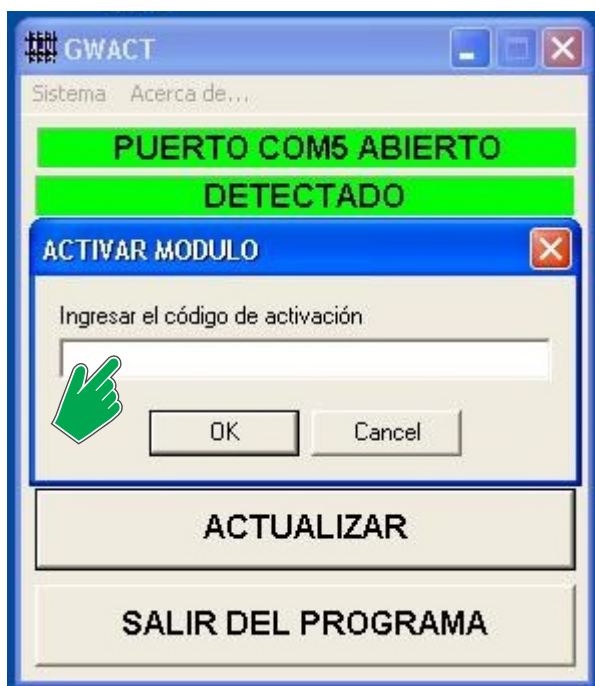 GWACT
Sistema Acerca de...
PUERTO COM5 ABIERTO
DETECTADO
ACTIVAR MODULO
Ingresar el código de activación
OK Cancel
ACTUALIZAR
SALIR DEL PROGRAMA